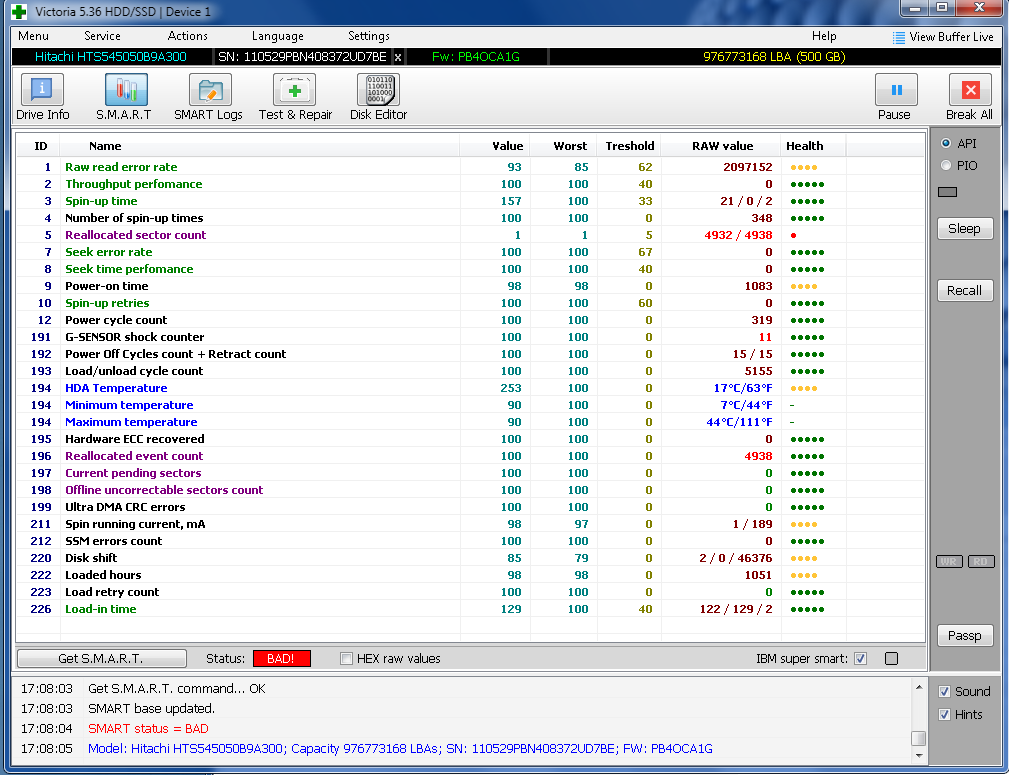 Victoria 5.36 HDD/SSD | Device 1
Menu Service Actions Language Settings Help View Buffer Live
Hitachi HTS545050B9A300 SN: 110529PBN408372UD7BE x Fw: PB4OCA1G 976773168 LBA (500 GB)
Drive Info S.M.A.R.T SMART Logs Test & Repair Disk Editor Pause Break All
ID Name Value Worst Treshold RAW value Health
1 Raw read error rate 93 85 62 2097152
2 Throughput perfomance 100 100 40 0
3 Spin-up time 157 100 33 21 / 0 / 2
4 Number of spin-up times 100 100 0 348
5 Reallocated sector count 1 1 5 4932 / 4938
7 Seek error rate 100 100 67 0
8 Seek time perfomance 100 100 40 0
9 Power-on time 98 98 0 1083
10 Spin-up retries 100 100 60 0
12 Power cycle count 100 100 0 319
191 G-SENSOR shock counter 100 100 0 11
192 Power Off Cycles count + Retract count 100 100 0 15 / 15
193 Load/unload cycle count 100 100 0 5155
194 HDA Temperature 253 100 0 17°C/63°F
194 Minimum temperature 90 100 0 7°C/44°F -
194 Maximum temperature 90 100 0 44°C/111°F -
195 Hardware ECC recovered 100 100 0 0
196 Reallocated event count 100 100 0 4938
197 Current pending sectors 100 100 0 0
198 Offline uncorrectable sectors count 100 100 0 0
199 Ultra DMA CRC errors 100 100 0 0
211 Spin running current, mA 98 97 0 1 / 189
212 SSM errors count 100 100 0 0
220 Disk shift 85 79 0 2 / 0 / 46376
222 Loaded hours 98 98 0 1051
223 Load retry count 100 100 0 0
226 Load-in time 129 100 40 122 / 129 / 2
API
PIO
Sleep
Recall
WR RD
Passp
Get S.M.A.R.T. Status: BAD! HEX raw values IBM super smart:
17:08:03 Get S.M.A.R.T. command... OK
17:08:03 SMART base updated.
17:08:04 SMART status = BAD
17:08:05 Model: Hitachi HTS545050B9A300; Capacity 976773168 LBAs; SN: 110529PBN408372UD7BE; FW: PB4OCA1G
Sound
Hints